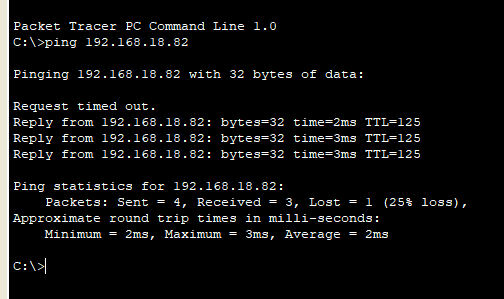 Packet Tracer PC Command Line 1.0
C:\>ping 192.168.18.82
Pinging 192.168.18.82 with 32 bytes of data:
Request timed out.
Reply from 192.168.18.82: bytes=32 time=2ms TTL=125
Reply from 192.168.18.82: bytes=32 time=3ms TTL=125
Reply from 192.168.18.82: bytes=32 time=3ms TTL=125
Ping statistics for 192.168.18.82:
Packets: Sent = 4, Received = 3, Lost = 1 (25% loss),
Approximate round trip times in milli-seconds:
Minimum = 2ms, Maximum = 3ms, Average = 2ms
C:\>